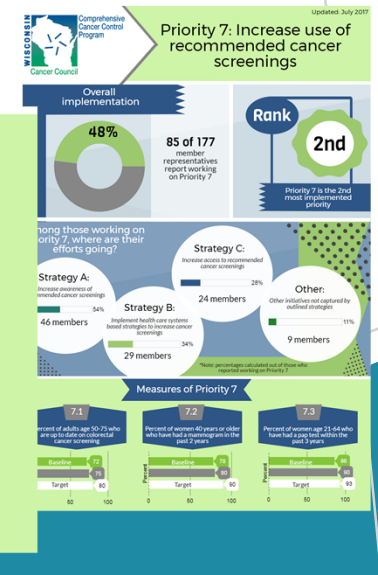 Updated: July 2017
WISCONSIN
Comprehensive
Cancer Control
Program
Cancer Council
Priority 7: Increase use of
recommended cancer
screenings
Overall
implementation
48%
85 of 177
member
representatives
report working
on Priority 7
Rank
2nd
Priority 7 is the 2nd
most implemented
priority
mong those working on
ority 7, where are their
efforts going?
Strategy A:
Increase awareness of
mmended cancer screenings
54%
46 members
Strategy B:
Implement health care systems
based strategies to increase cancer
screenings
34%
29 members
Strategy C:
Increase access to recommended
cancer screenings
28%
24 members
Other:
Other initiatives not captured by
outlined strategies
11%
9 members
*Note: percentages calculated out of those who
reported working on Priority 7
Measures of Priority 7
7.1
ercent of adults age 50-75 who
are up to date on colorectal
cancer screening
Baseline 72
75
Target 80
50 100
7.2
Percent of women 40 years or older
who have had a mammogram in the
past 2 years
Percent
Baseline
80
Target 90
0 50 100
7.3
Percent of women age 21-64 who
have had a pap test within the
past 3 years
Percent
Baseline
Target 93
0 50 100